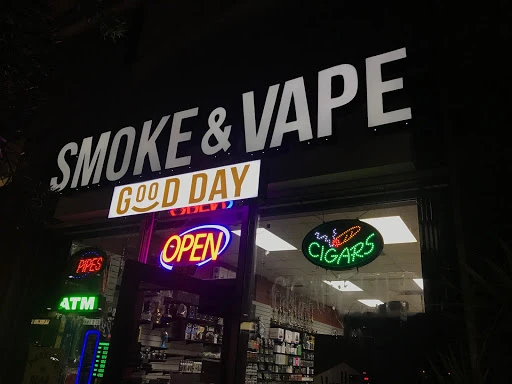 SMOKE & VAPE
GOOD DAY
OPEN
CIGARS
PIPES
ATM